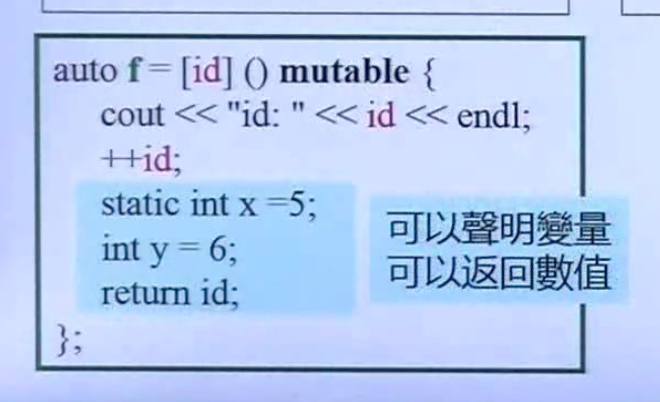 auto f = [id] () mutable {
cout << "id: " << id << endl;
++id;
static int x =5;
int y = 6;
return id;
};
可以聲明變量
可以返回數值